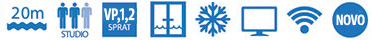 20m
STUDIO
VP,1,2
SPRAT
NOVO